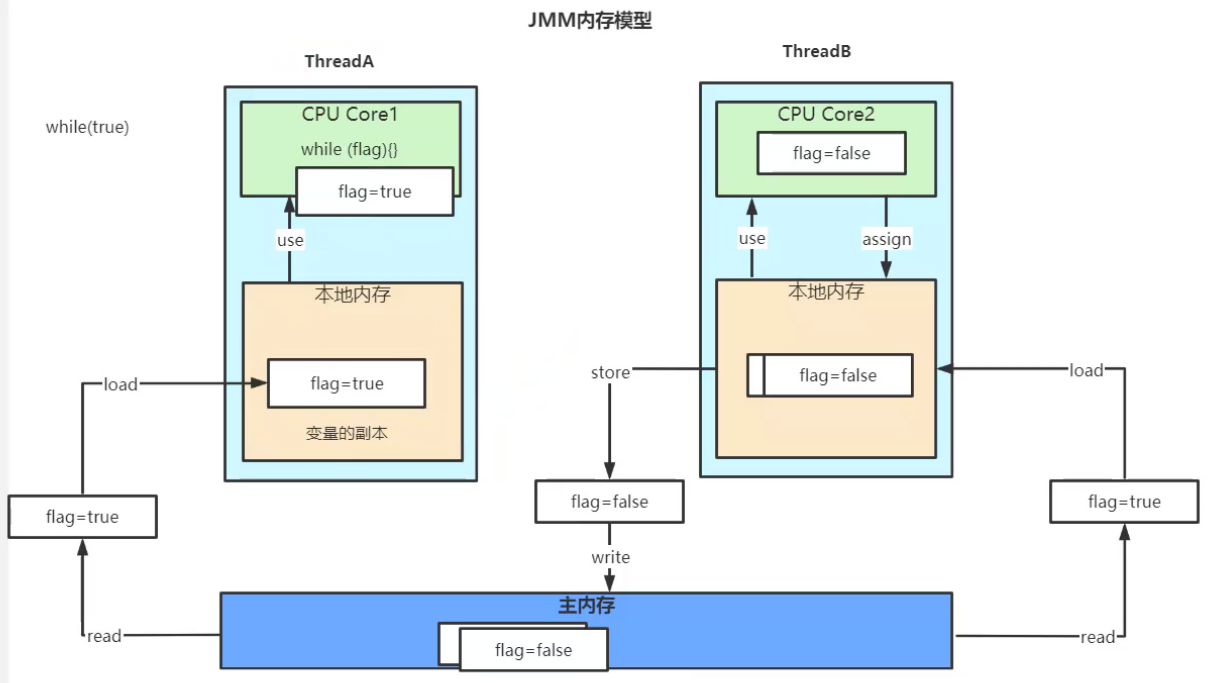 JMM内存模型
ThreadA
ThreadB
while(true)
CPU Core1
while (flag){}
flag=true
use
本地内存
flag=true
变量的副本
load
flag=true
read
CPU Core2
flag=false
use
assign
本地内存
flag=false
store
flag=false
write
load
flag=true
read
主内存
flag=false